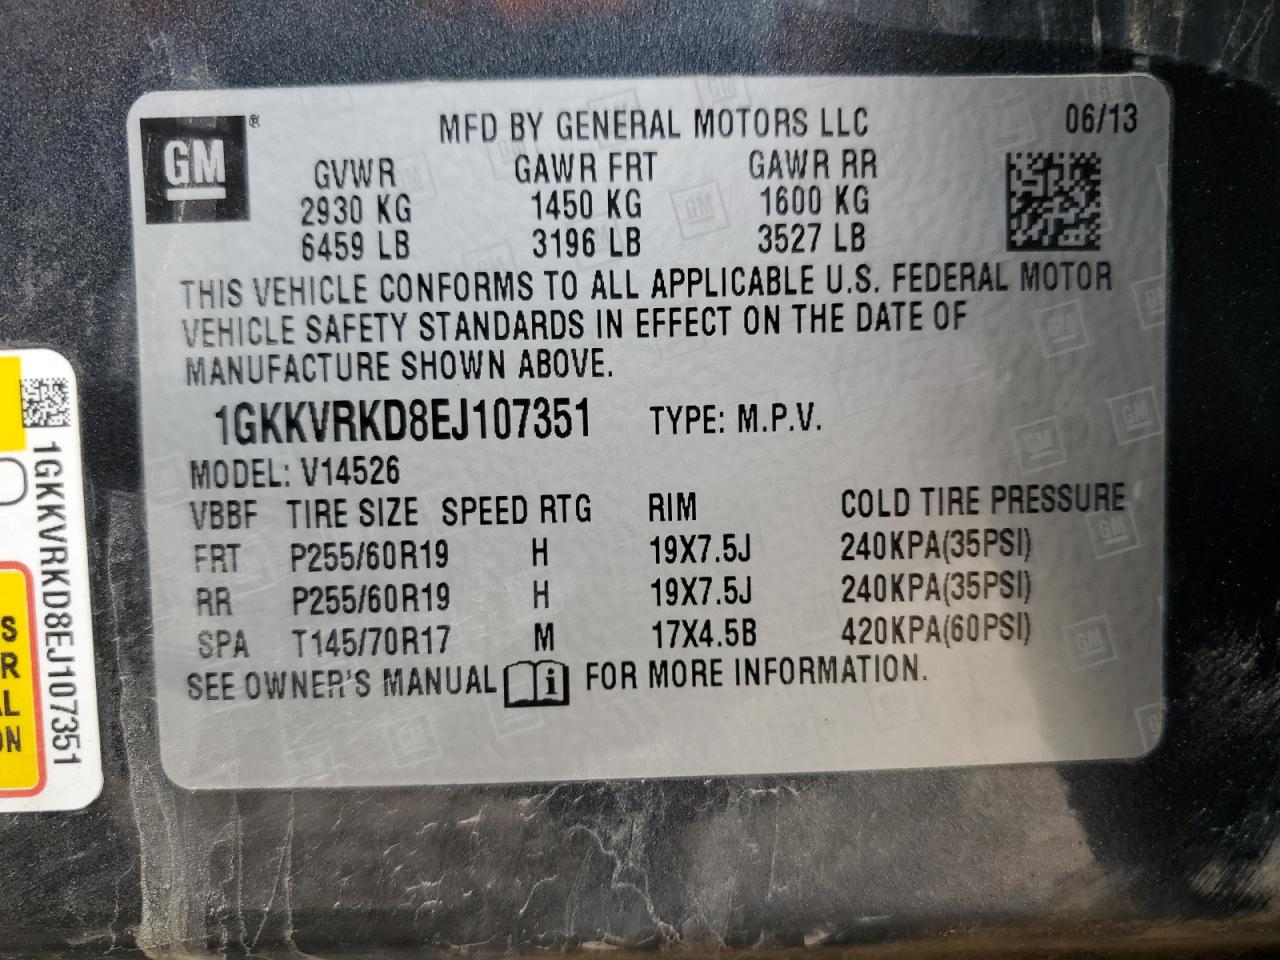 GM ®
MFD BY GENERAL MOTORS LLC 06/13
GVWR GAWR FRT GAWR RR
2930 KG 1450 KG 1600 KG
6459 LB 3196 LB 3527 LB
THIS VEHICLE CONFORMS TO ALL APPLICABLE U.S. FEDERAL MOTOR
VEHICLE SAFETY STANDARDS IN EFFECT ON THE DATE OF
MANUFACTURE SHOWN ABOVE.
1GKKVRKD8EJ107351 TYPE: M.P.V.
MODEL: V14526
VBBF TIRE SIZE SPEED RTG RIM COLD TIRE PRESSURE
FRT P255/60R19 H 19X7.5J 240KPA(35PSI)
RR P255/60R19 H 19X7.5J 240KPA(35PSI)
SPA T145/70R17 M 17X4.5B 420KPA(60PSI)
SEE OWNER'S MANUAL i FOR MORE INFORMATION.
1GKKVRKD8EJ107351
S
R
AL
ON